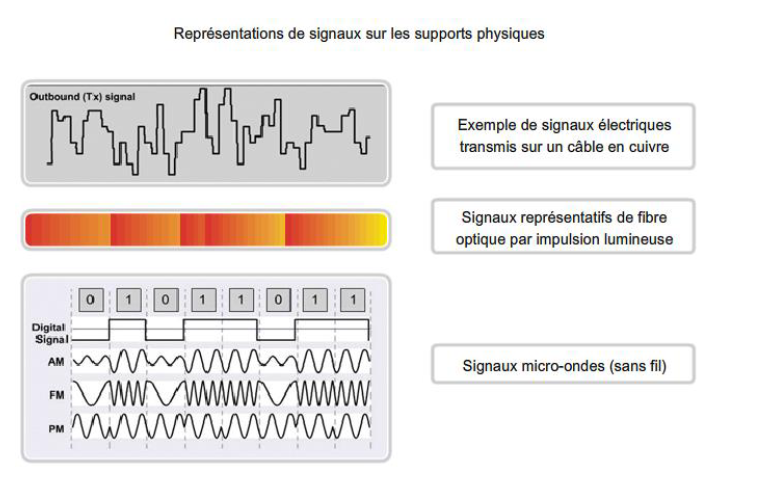 Représentations de signaux sur les supports physiques
Outbound (Tx) signal
Exemple de signaux électriques
transmis sur un câble en cuivre
Signaux représentatifs de fibre
optique par impulsion lumineuse
0 1 0 1 1 0 1 1
Digital
Signal
AM
FM
PM
Signaux micro-ondes (sans fil)